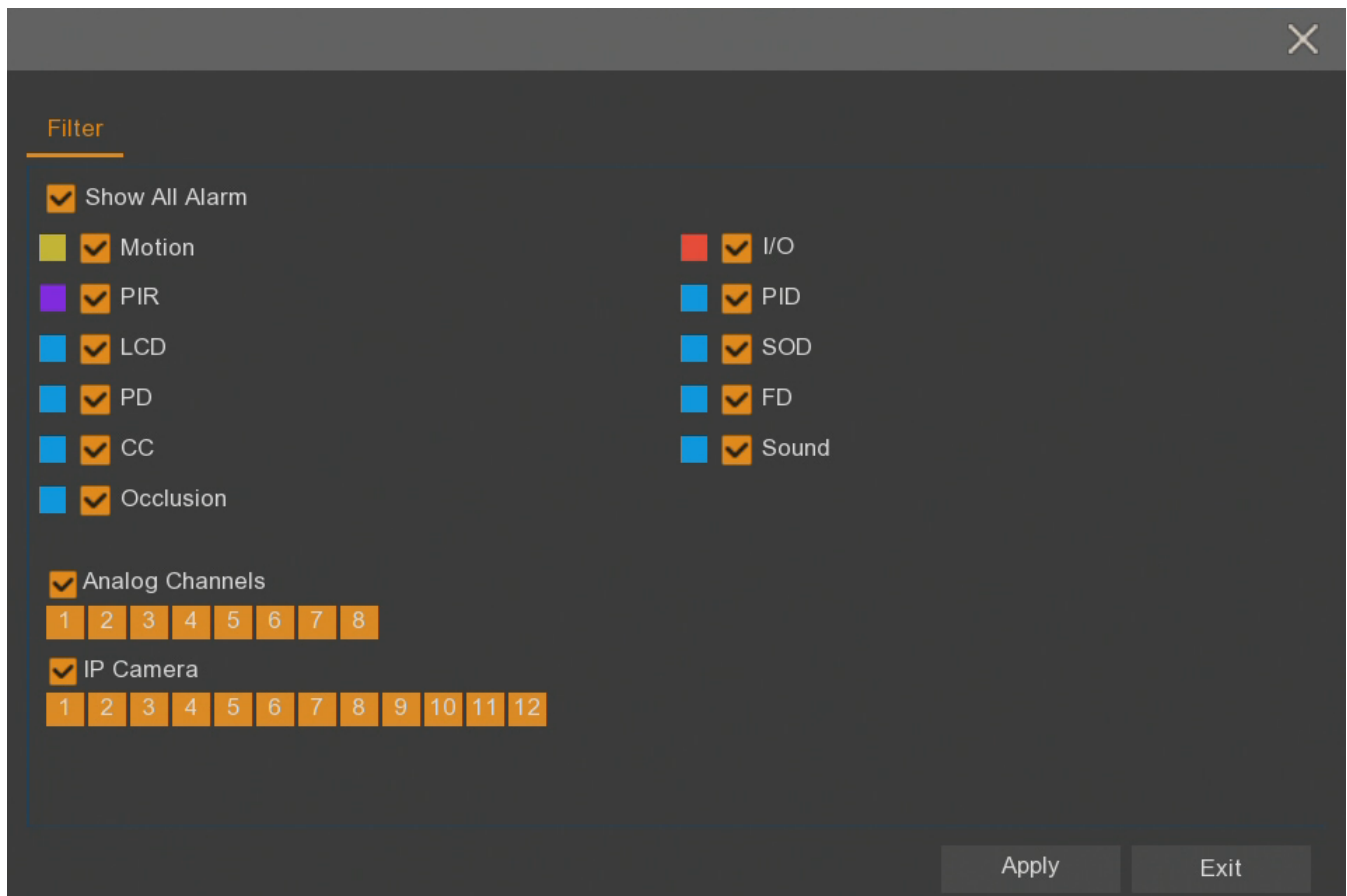 Filter
Show All Alarm
Motion I/O
PIR PID
LCD SOD
PD FD
CC Sound
Occlusion
Analog Channels
1 2 3 4 5 6 7 8
IP Camera
1 2 3 4 5 6 7 8 9 10 11 12
Apply Exit